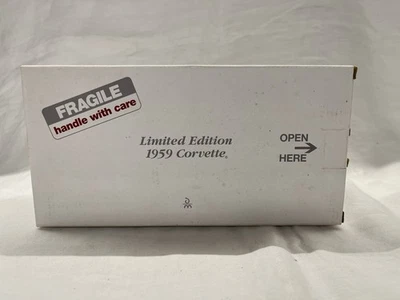 FRAGILE
handle with care
Limited Edition
1959 Corvette
OPEN
HERE